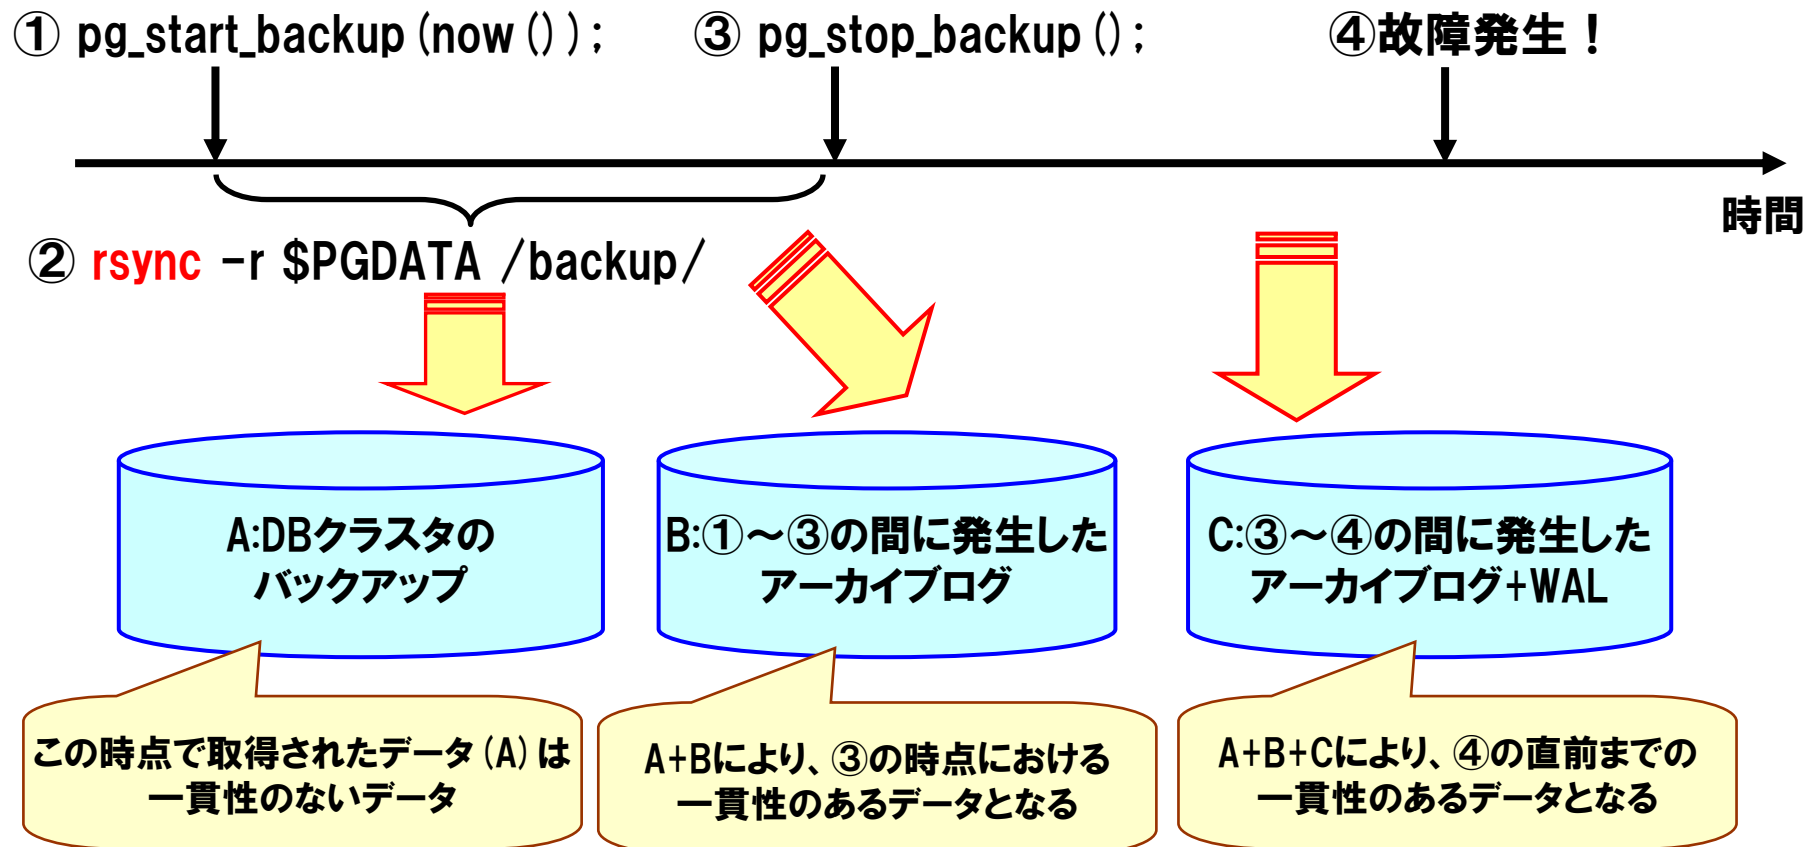 ① pg_start_backup(now());
③ pg_stop_backup();
④故障発生！
時間
② rsync -r $PGDATA /backup/
A:DBクラスタの
バックアップ
B:①～③の間に発生した
アーカイブログ
C:③～④の間に発生した
アーカイブログ+WAL
この時点で取得されたデータ(A)は
一貫性のないデータ
A+Bにより、③の時点における
一貫性のあるデータとなる
A+B+Cにより、④の直前までの
一貫性のあるデータとなる